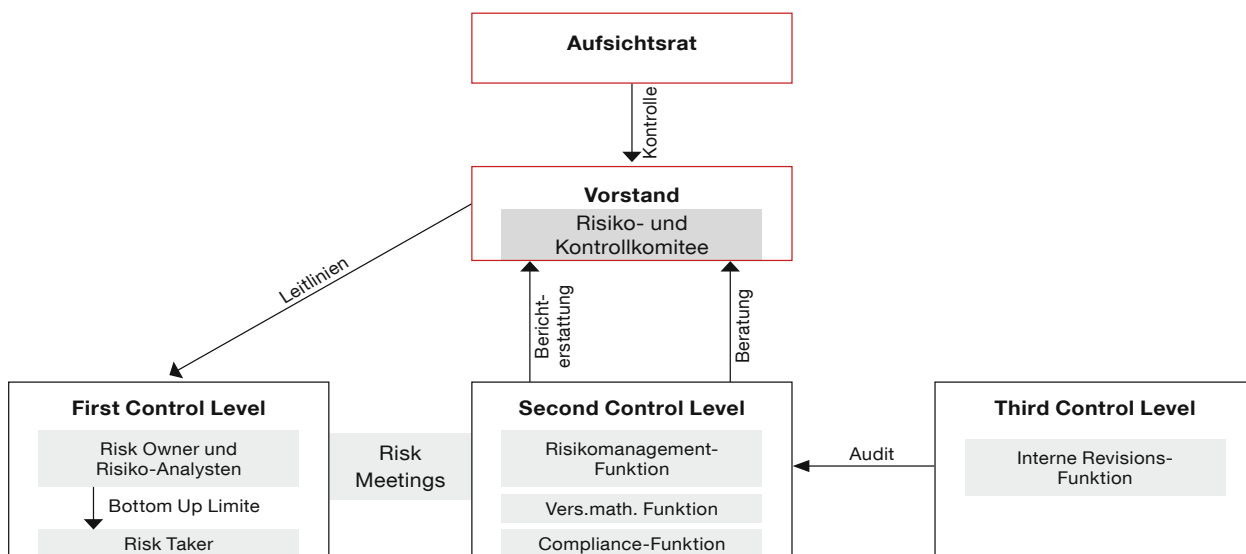 Aufsichtsrat
Kontrolle
Vorstand
Risiko- und
Kontrollkomitee
Leitlinien
Bericht-
erstattung
Beratung
First Control Level
Risk Owner und
Risiko-Analysten
Bottom Up Limite
Risk Taker
Risk
Meetings
Second Control Level
Risikomanagement-
Funktion
Vers.math. Funktion
Compliance-Funktion
Audit
Third Control Level
Interne Revisions-
Funktion